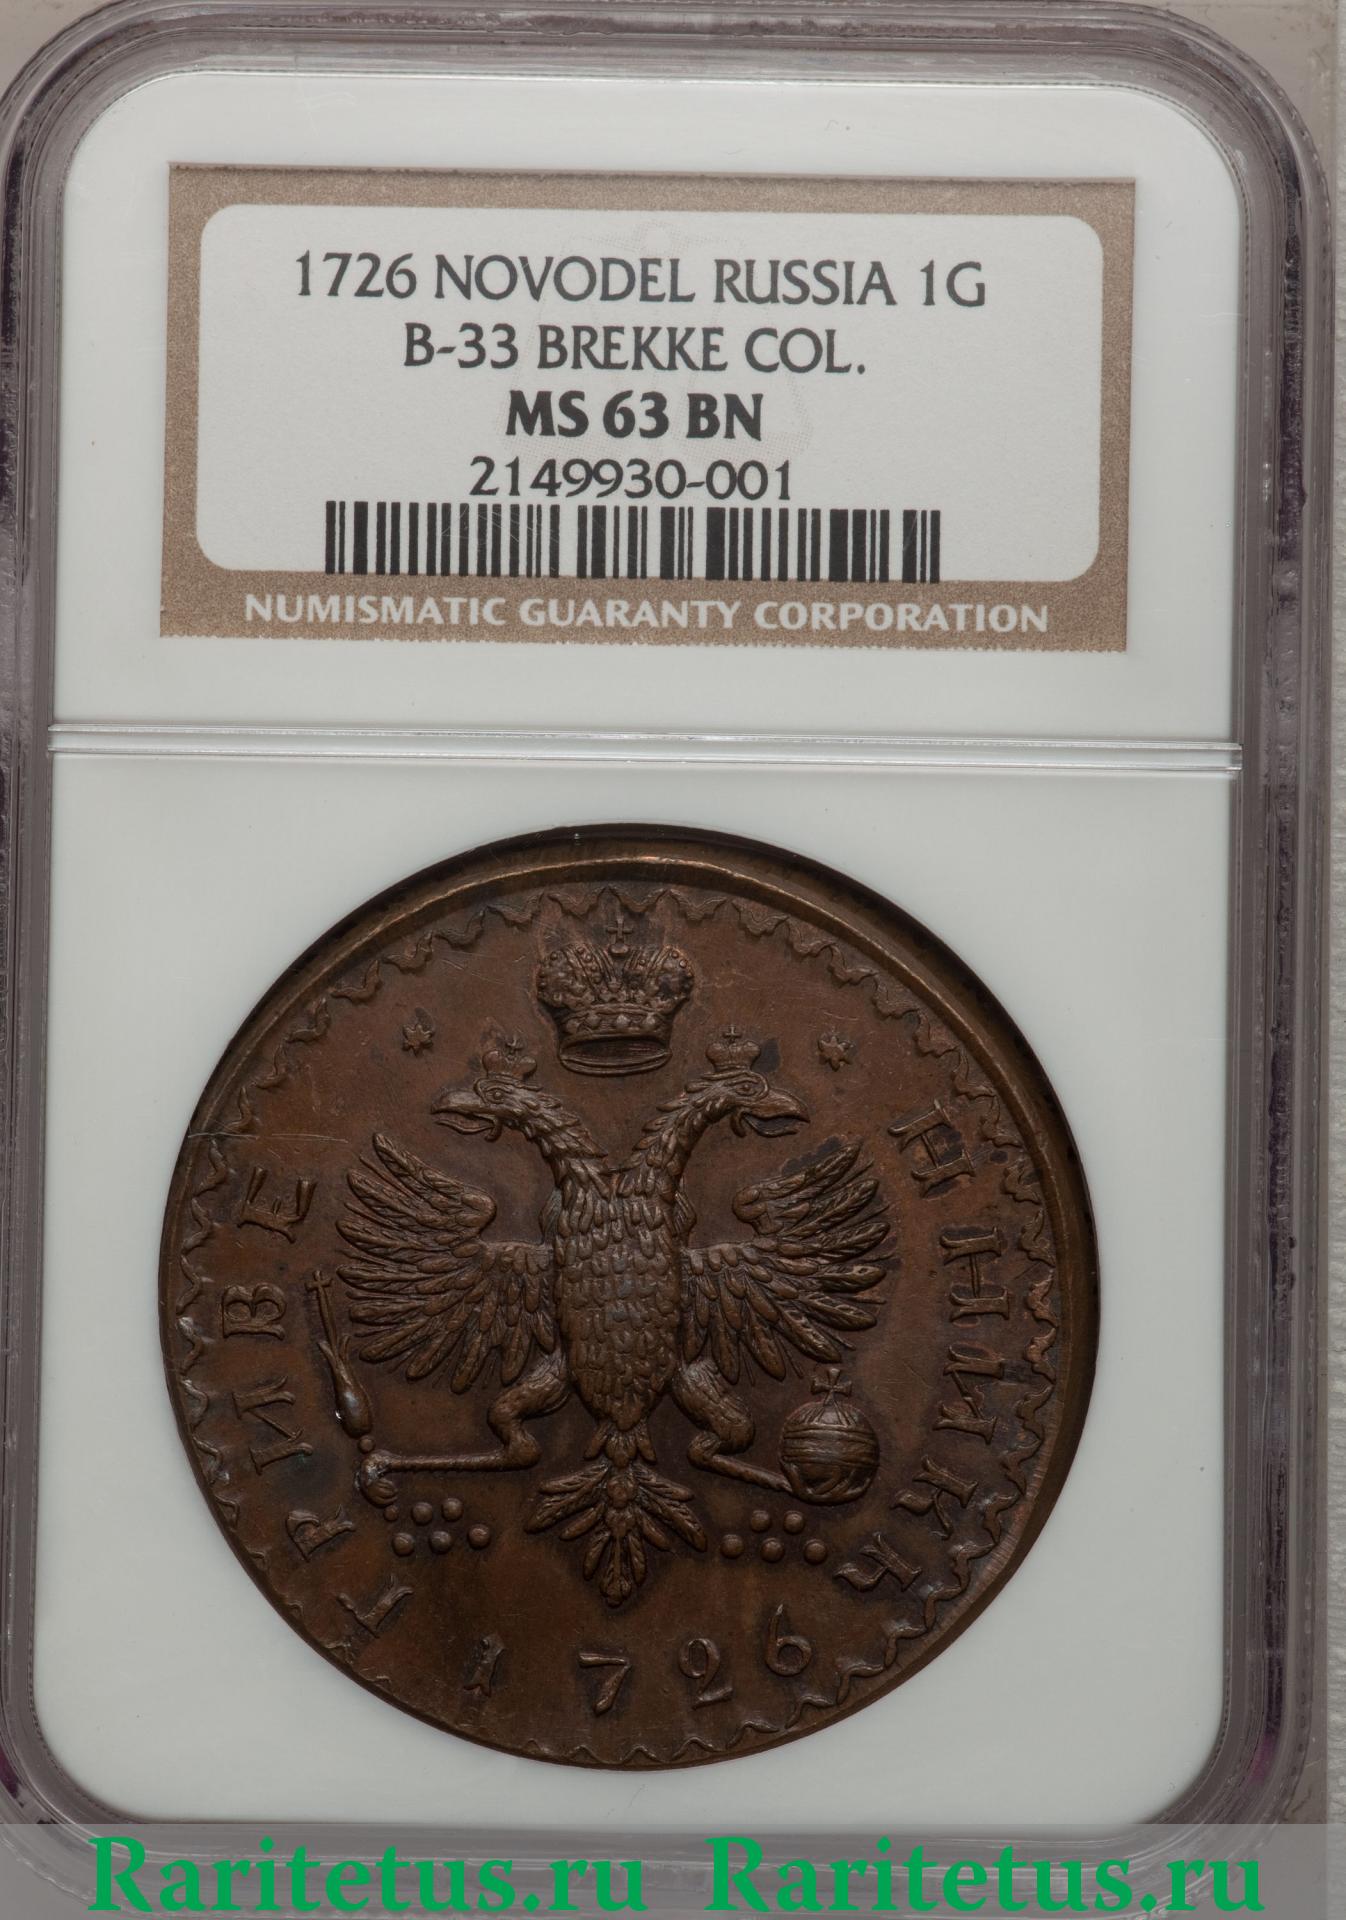 1726 NOVODEL RUSSIA 1G
B-33 BREKKE COL.
MS 63 BN
2149930-001
NUMISMATIC GUARANTY CORPORATION
ГРИВЕННИКК
1726
Raritetus.ru Raritetus.ru